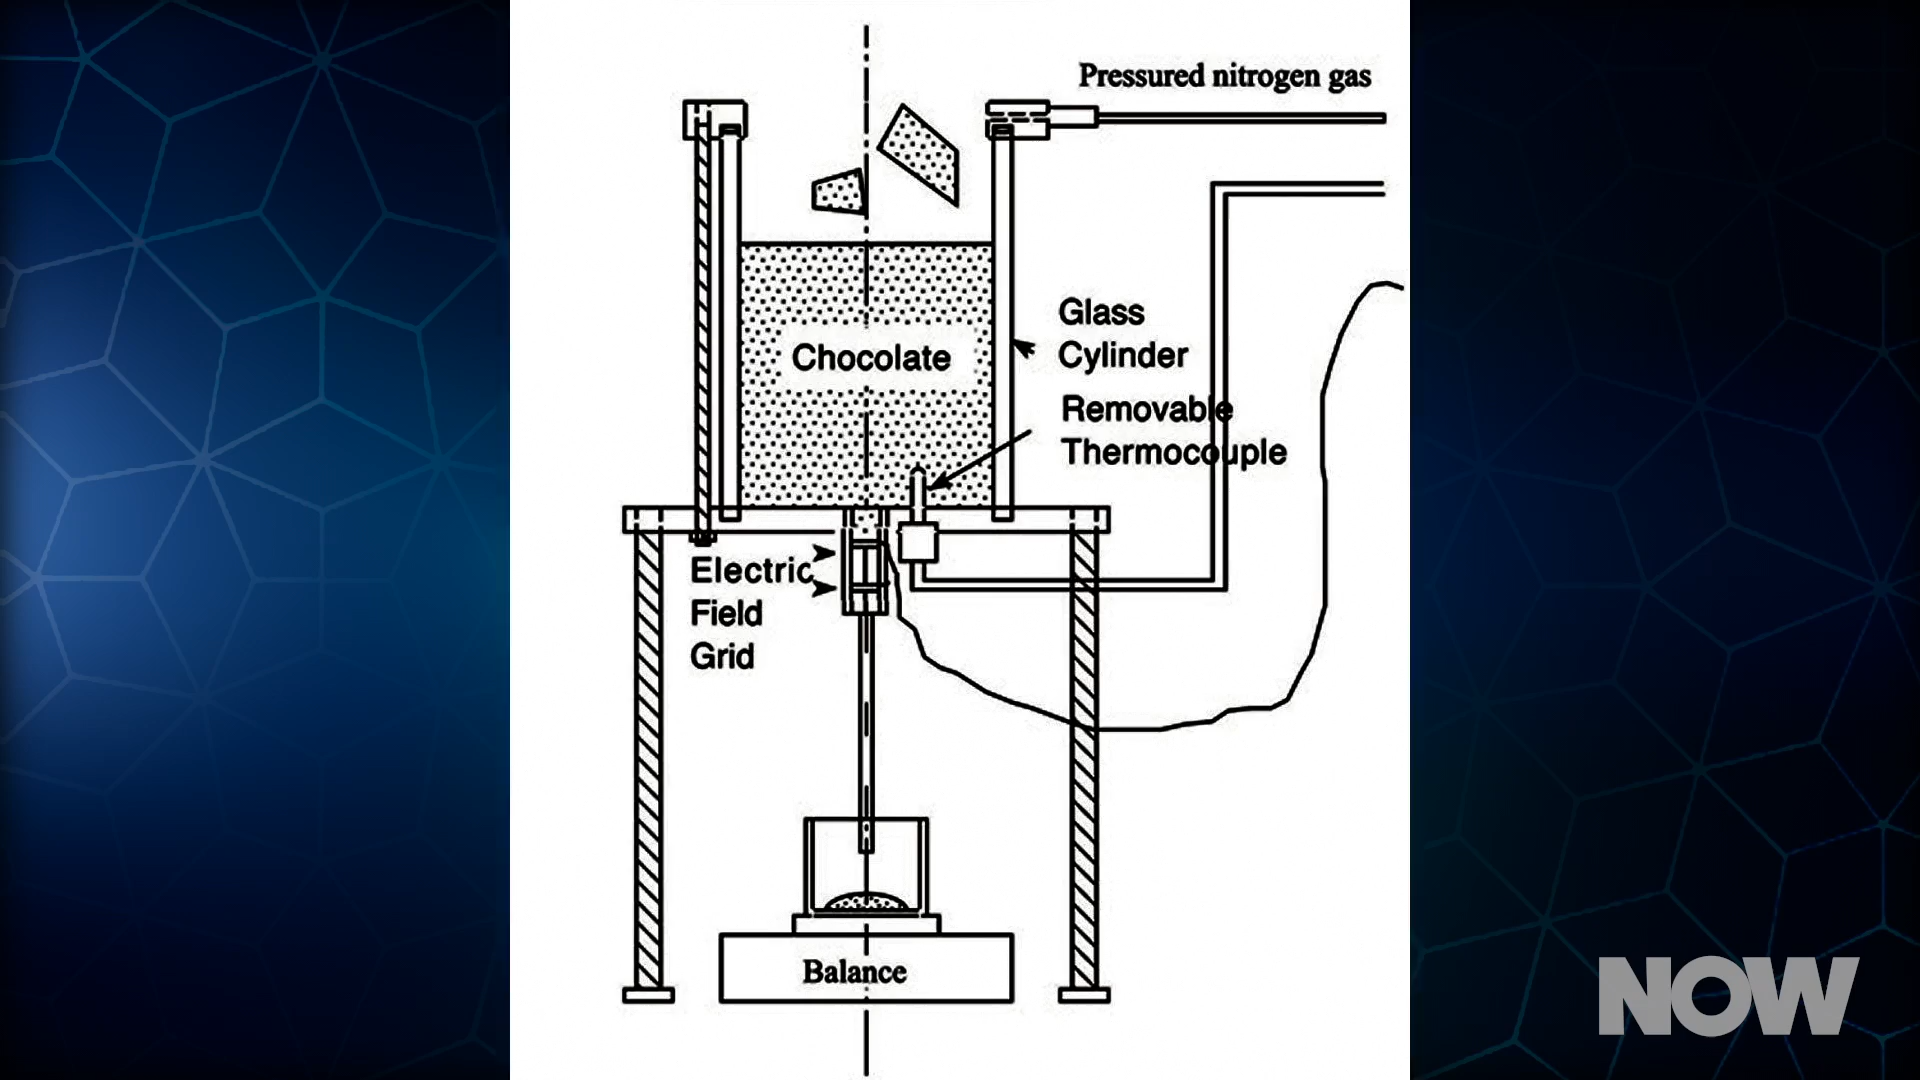 Pressured nitrogen gas
Glass
Cylinder
Chocolate
Removable
Thermocouple
Electric
Field
Grid
Balance
NOW